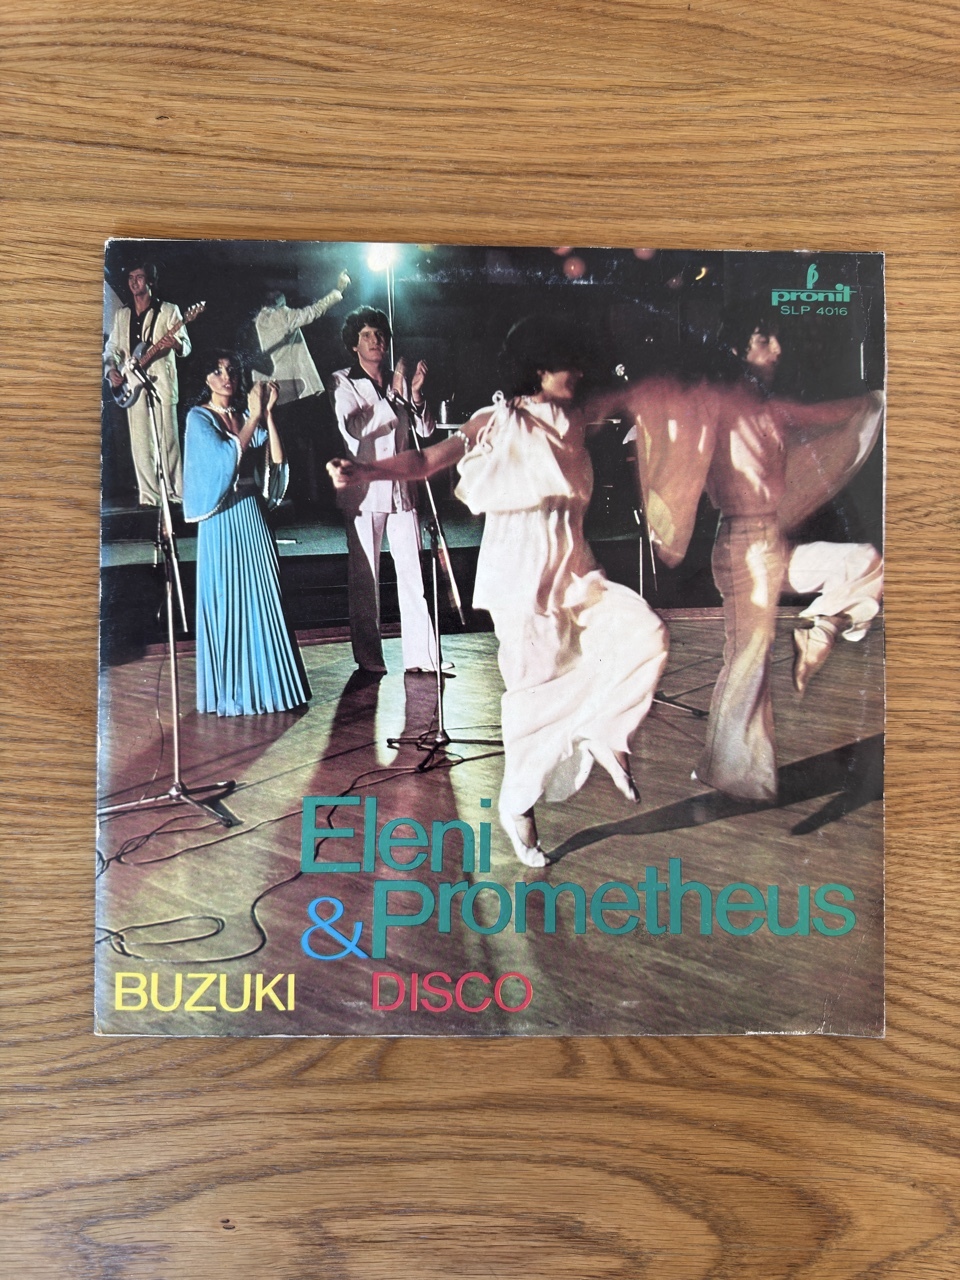 pronit
SLP 4016
Eleni
& Prometheus
BUZUKI DISCO